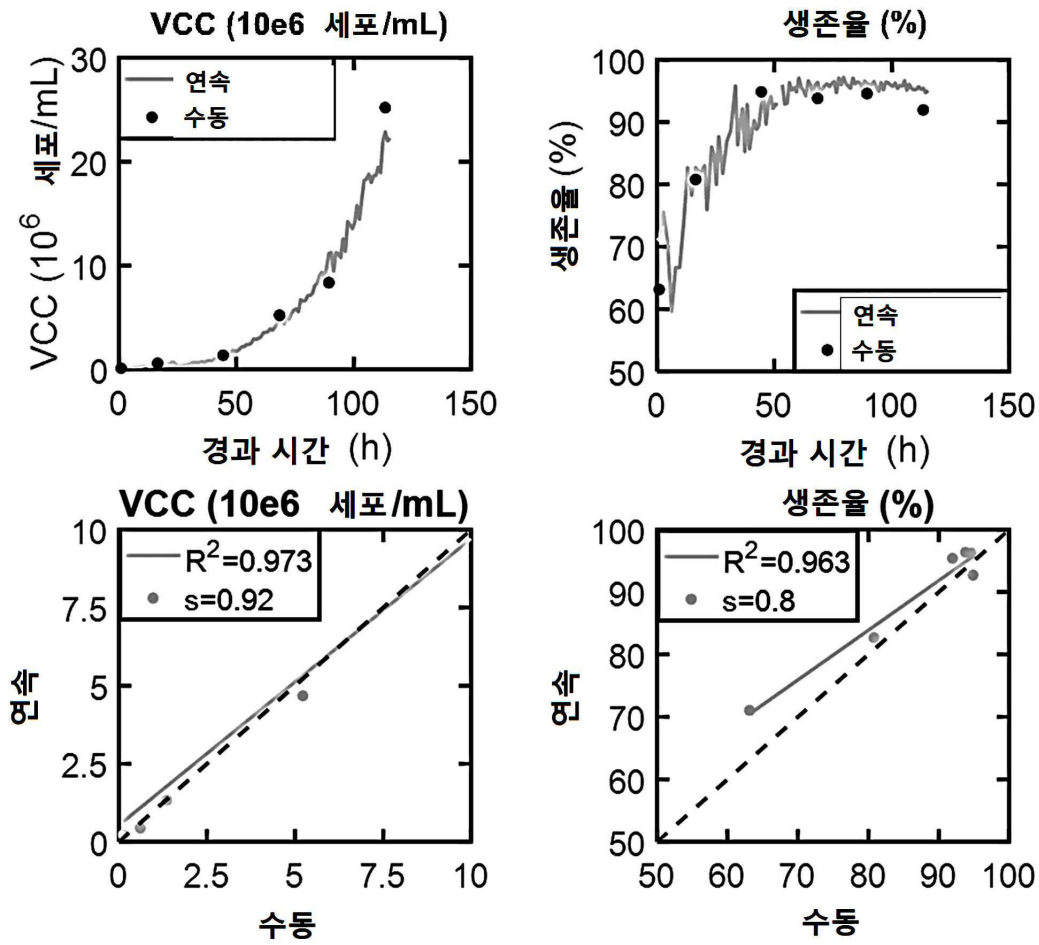 VCC (10e6 세포/mL)
30
20
10
0
VCC (10⁶ 세포/mL)
연속
수동
0 50 100 150
경과 시간 (h)
생존율 (%)
100
90
80
70
60
50
생존율 (%)
연속
수동
0 50 100 150
경과 시간 (h)
VCC (10e6 세포/mL)
10
7.5
5
2.5
0
연속
R²=0.973
s=0.92
0 2.5 5 7.5 10
수동
생존율 (%)
100
90
80
70
60
50
연속
R²=0.963
s=0.8
50 60 70 80 90 100
수동